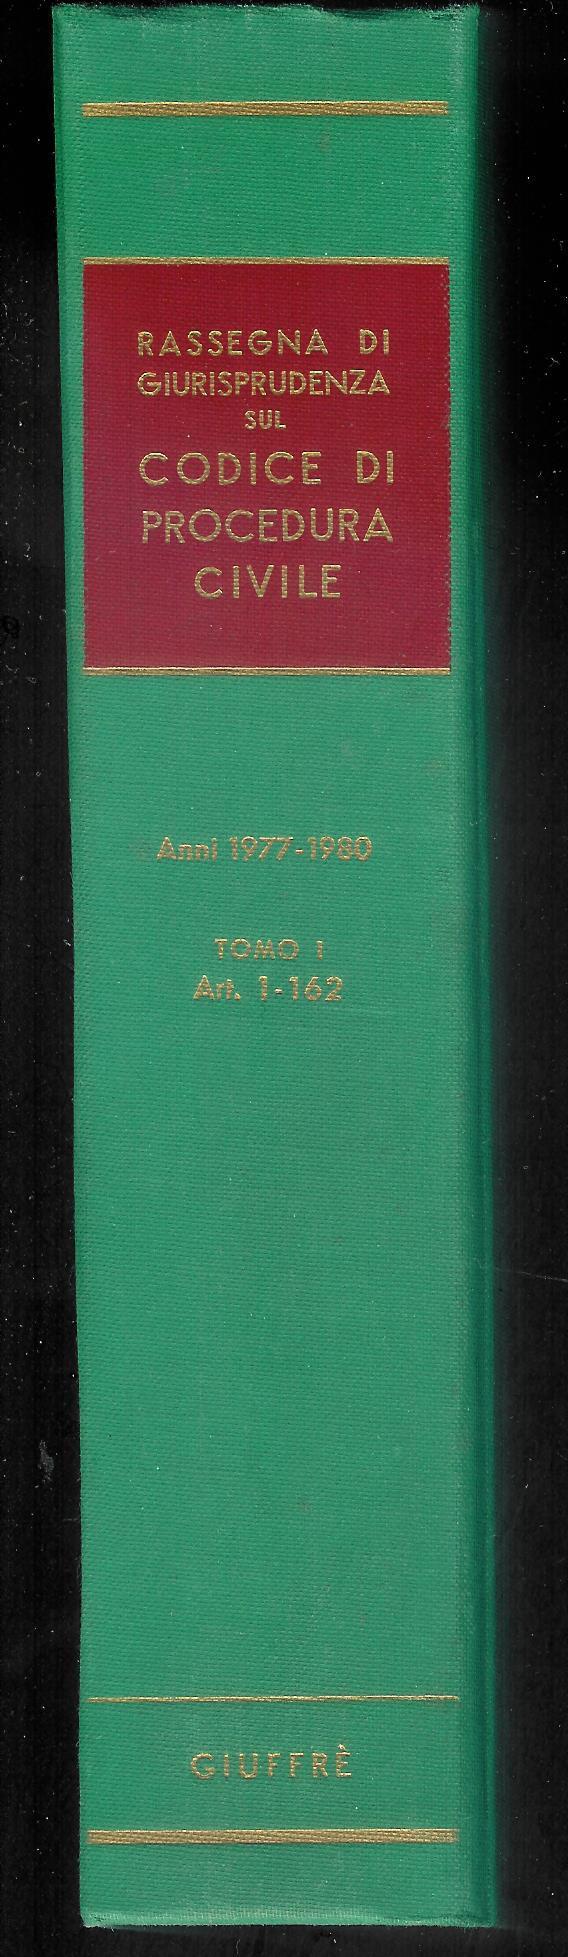 RASSEGNA DI
GIURISPRUDENZA
SUL
CODICE DI
PROCEDURA
CIVILE
Anni 1977-1980
TOMO I
Art. 1-162
GIUFFRÈ